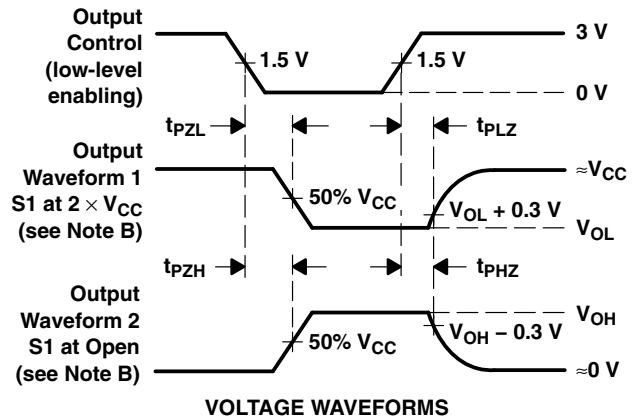 Output
Control
(low-level
enabling)
1.5 V
1.5 V
3 V
0 V
tPZL
tPLZ
Output
Waveform 1
S1 at 2 × VCC
(see Note B)
50% VCC
≈VCC
VOL + 0.3 V
VOL
tPZH
tPHZ
Output
Waveform 2
S1 at Open
(see Note B)
50% VCC
VOH
VOH − 0.3 V
≈0 V
VOLTAGE WAVEFORMS